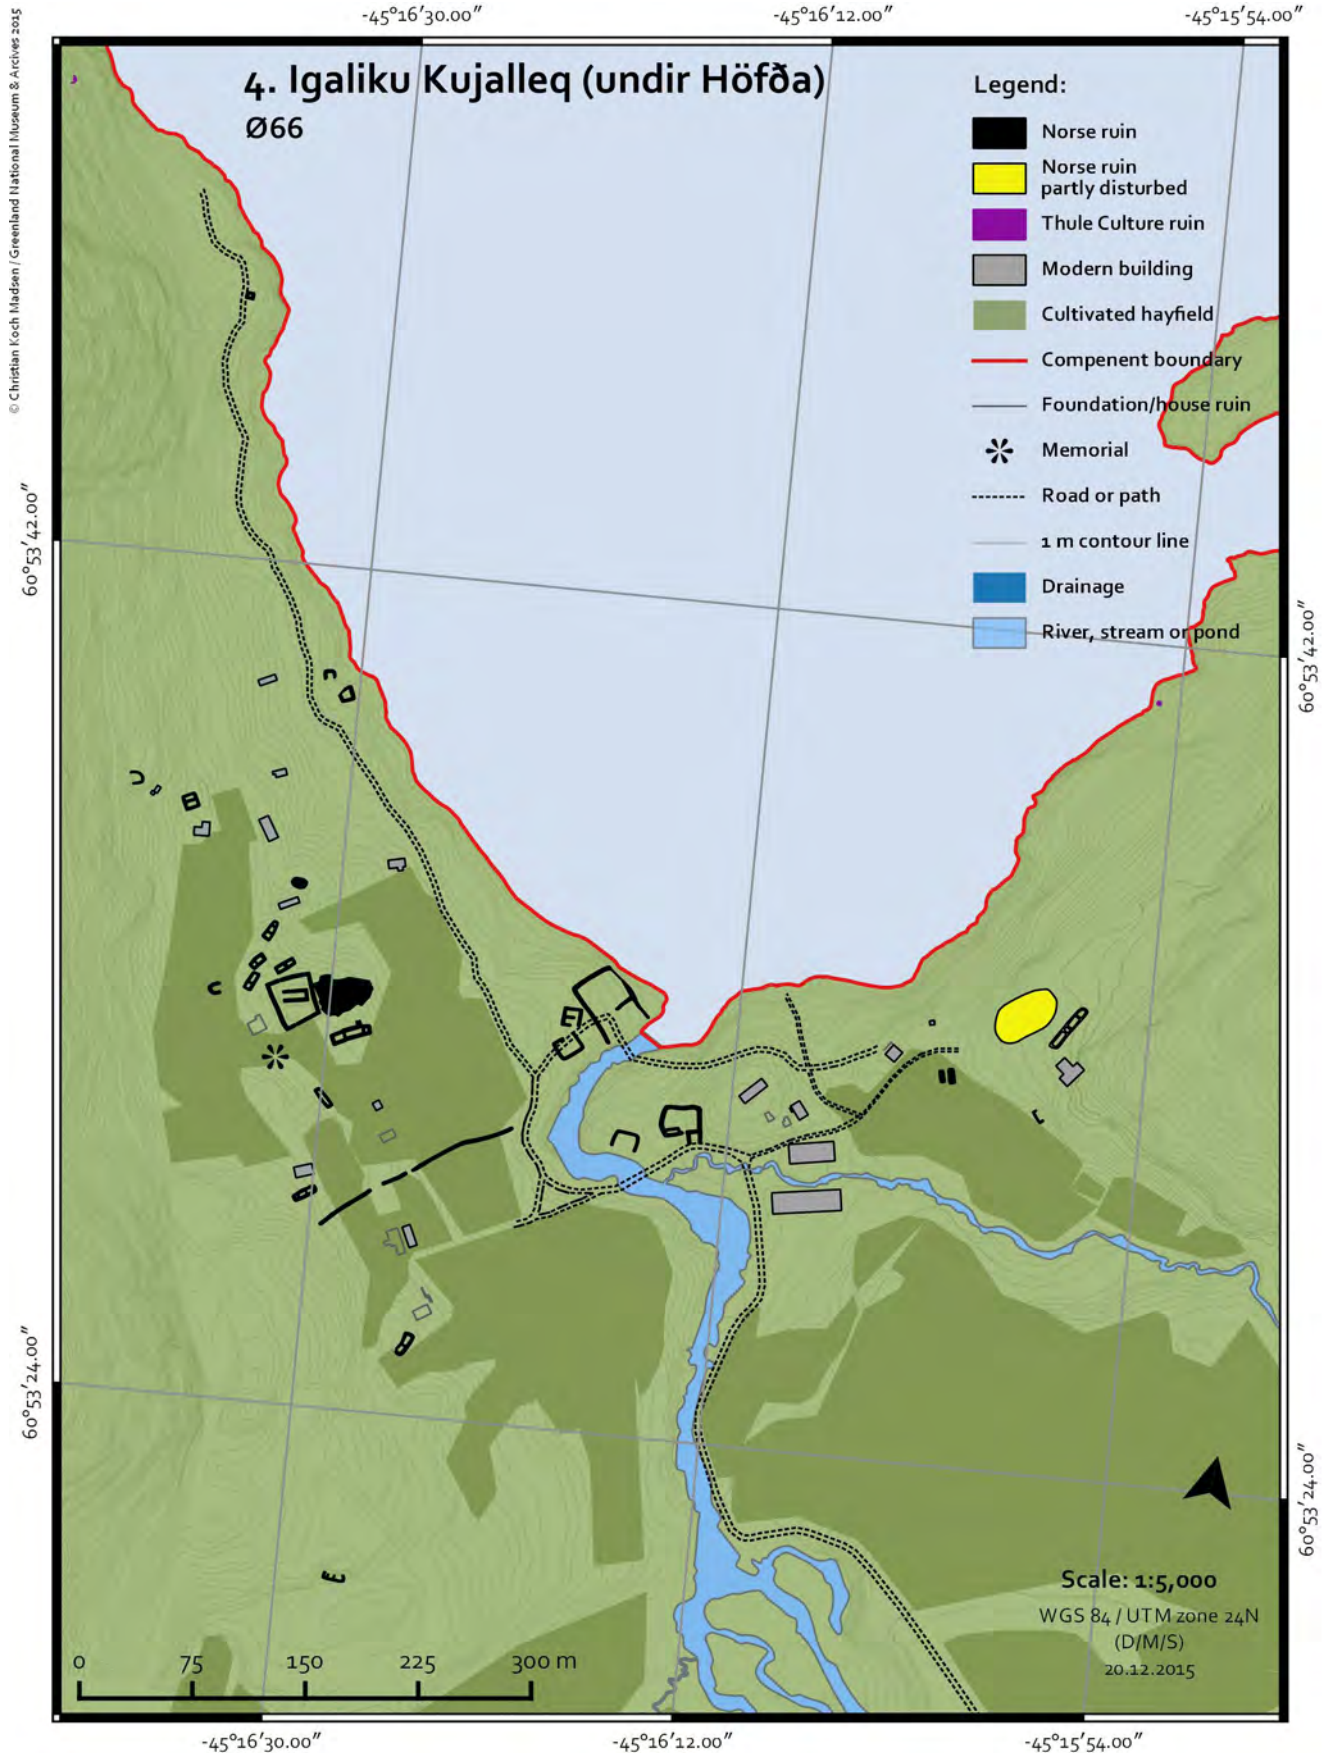 -45°16'30.00"
-45°16'12.00"
-45°15'54.00"
© Christian Koch Madsen / Greenland National Museum & Arcives 2015
4. Igaliku Kujalleq (undir Höfða)
Ø66
Legend:
Norse ruin
Norse ruin
partly disturbed
Thule Culture ruin
Modern building
Cultivated hayfield
Compenent boundary
Foundation/house ruin
Memorial
Road or path
1 m contour line
Drainage
River, stream or pond
60°53'42.00"
60°53'42.00"
60°53'24.00"
60°53'24.00"
Scale: 1:5,000
WGS 84 / UTM zone 24N
(D/M/S)
20.12.2015
0 75 150 225 300 m
-45°16'30.00"
-45°16'12.00"
-45°15'54.00"